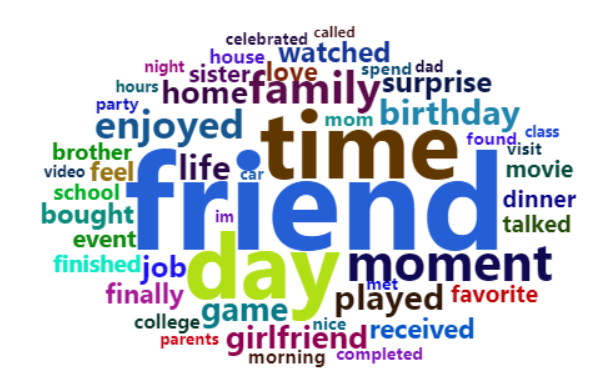 called
celebrated
house watched
night sister love spend dad
hours home family surprise
party mom birthday
enjoyed time found class
brother visit
video feel life car movie
school friend dinner
bought im talked
event day
finished job moment
finally met
game played favorite
college nice received
parents girlfriend
morning completed